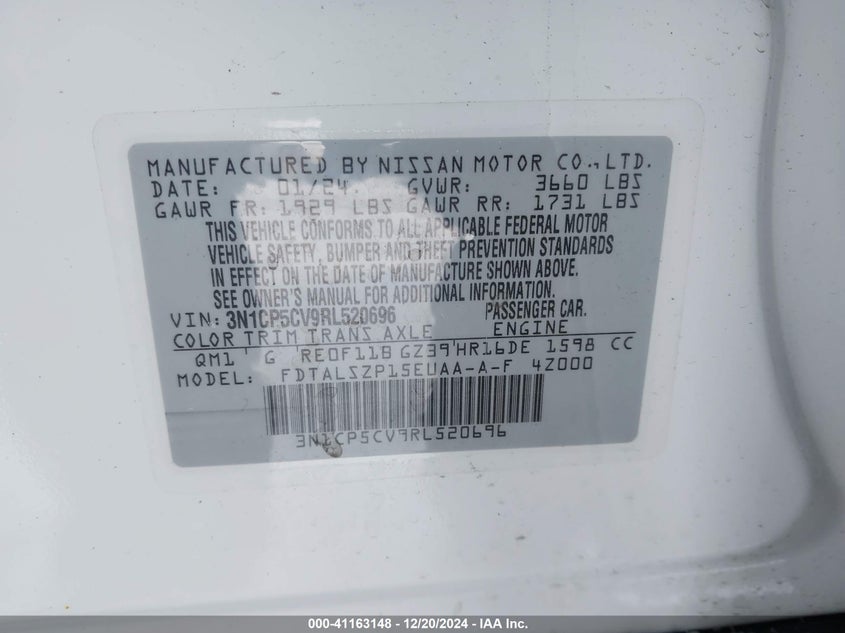 MANUFACTURED BY NISSAN MOTOR CO., LTD.
DATE: 01/24 GVWR: 3660 LBS
GAWR FR: 1929 LBS GAWR RR: 1731 LBS
THIS VEHICLE CONFORMS TO ALL APPLICABLE FEDERAL MOTOR
VEHICLE SAFETY, BUMPER AND THEFT PREVENTION STANDARDS
IN EFFECT ON THE DATE OF MANUFACTURE SHOWN ABOVE.
SEE OWNER'S MANUAL FOR ADDITIONAL INFORMATION.
VIN: 3N1CP5CV9RL520696 PASSENGER CAR.
COLOR TRIM TRANS AXLE ENGINE
QM1 G RE0F11B GZ39 HR16DE 1598 CC
MODEL: FDTALSZP15EUAA-A-F 4Z000
3N1CP5CV9RL520696
000-41163148 - 12/20/2024 - IAA Inc.